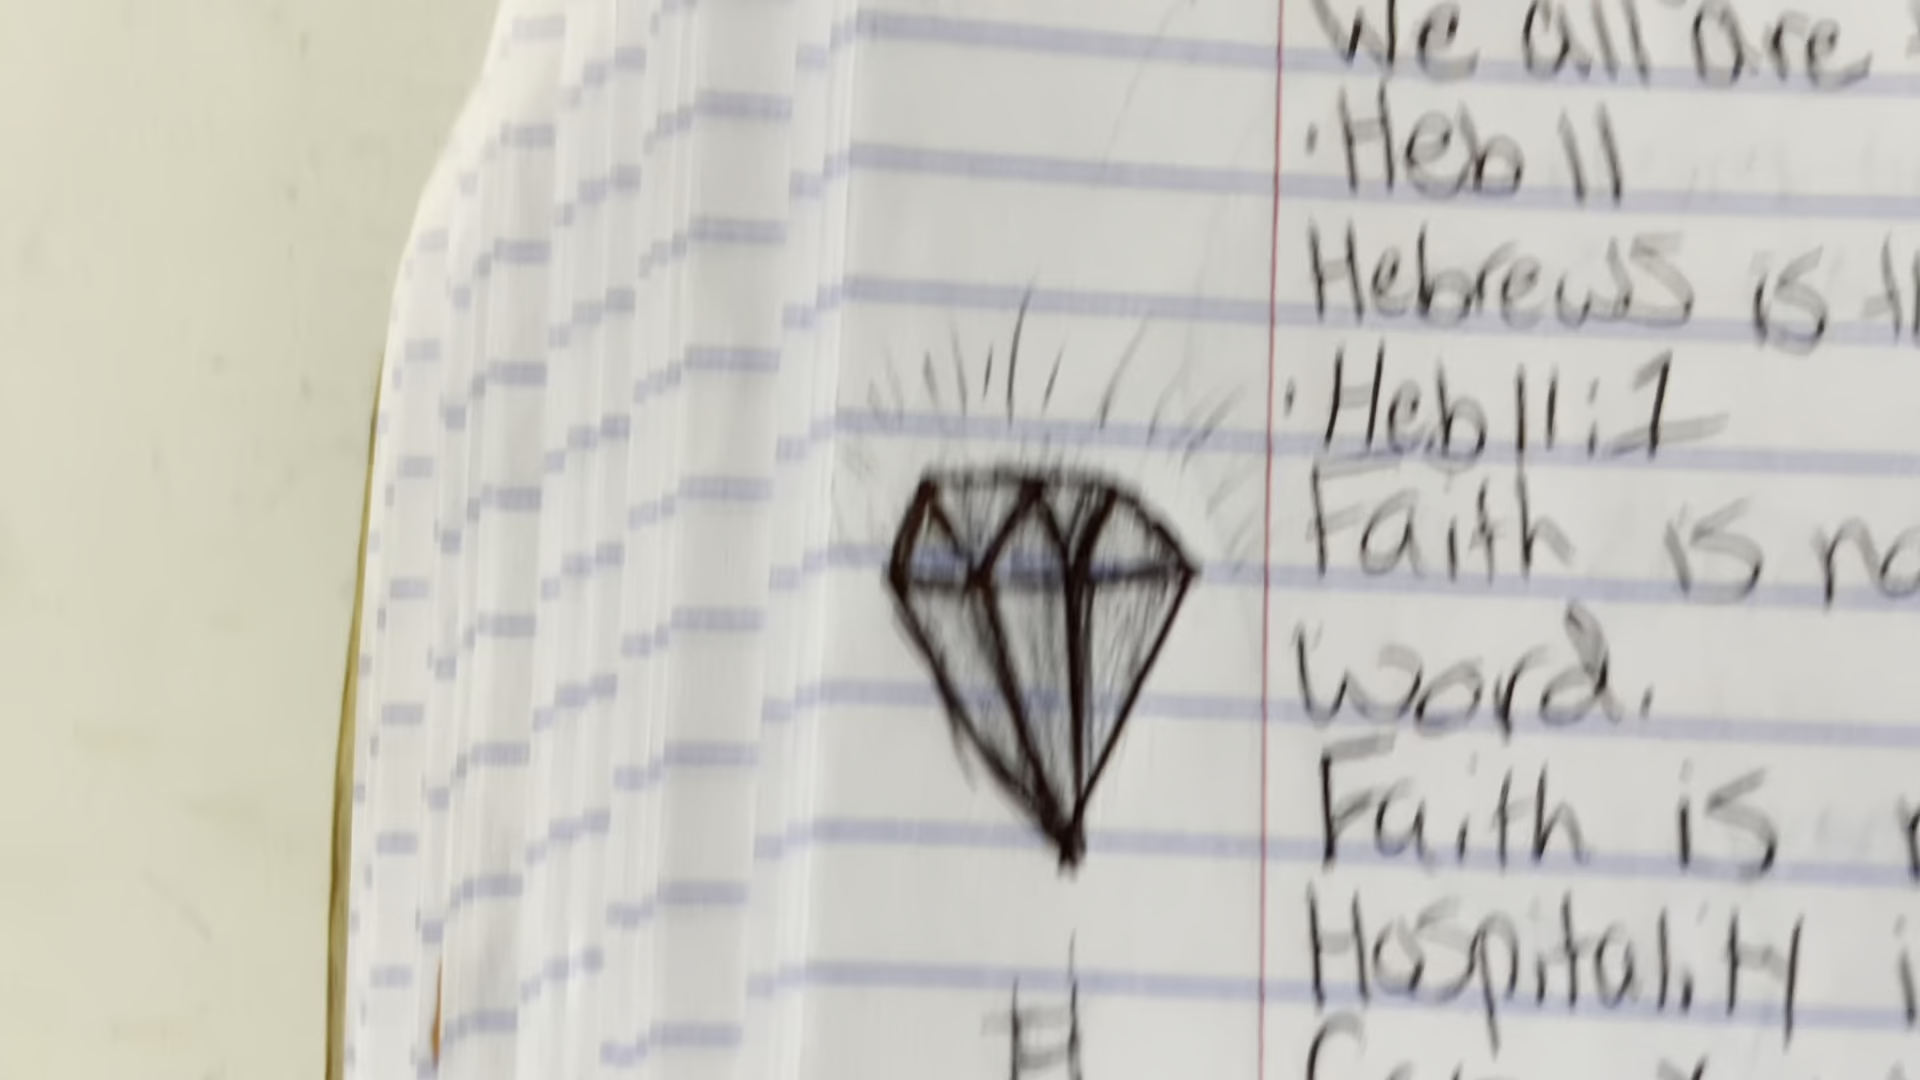 We all are
·Heb 11
Hebrews is
·Heb 11:1
Faith is
word.
Faith is
Hospitality